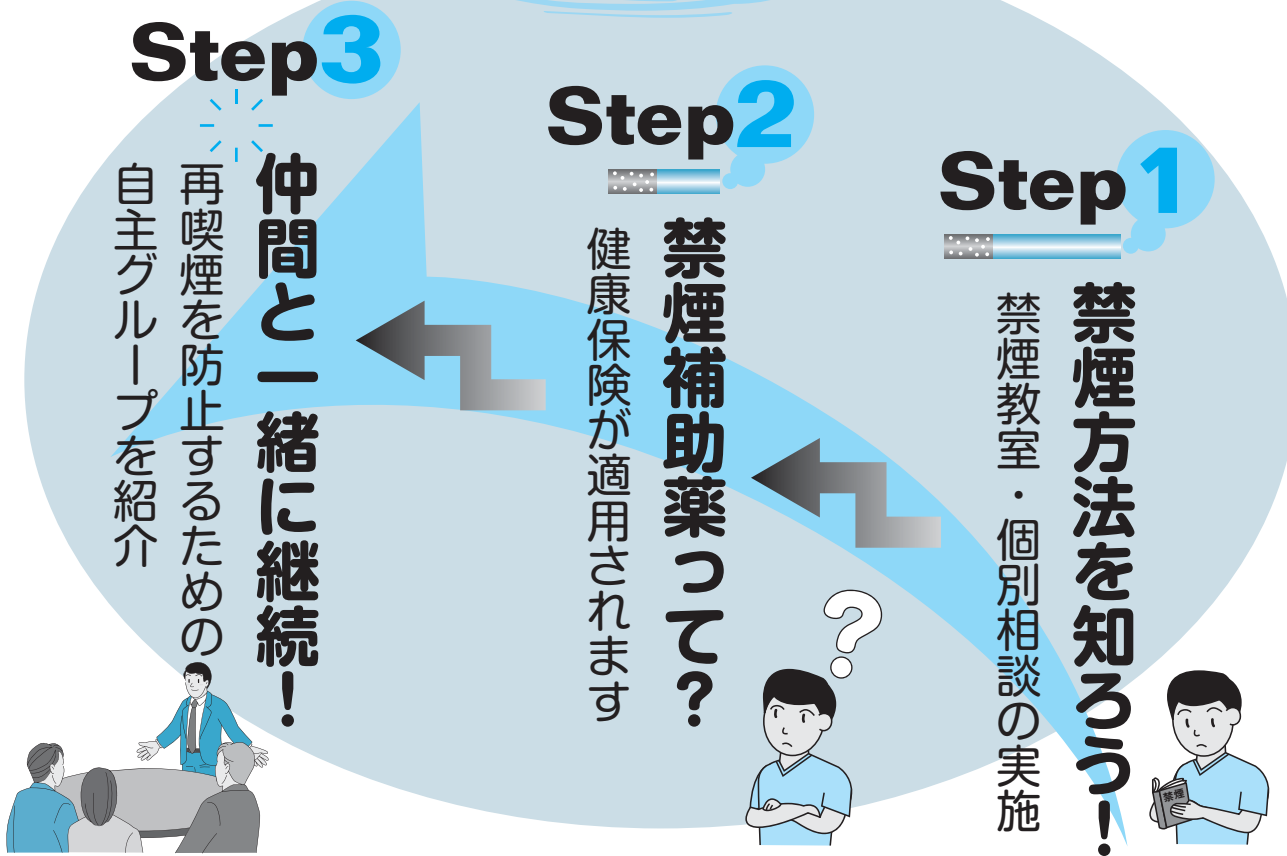 Step1
禁煙方法を知ろう！
禁煙教室・個別相談の実施
禁煙
Step2
禁煙補助薬って？
健康保険が適用されます
?
Step3
仲間と一緒に継続！
再喫煙を防止するための
自主グループを紹介